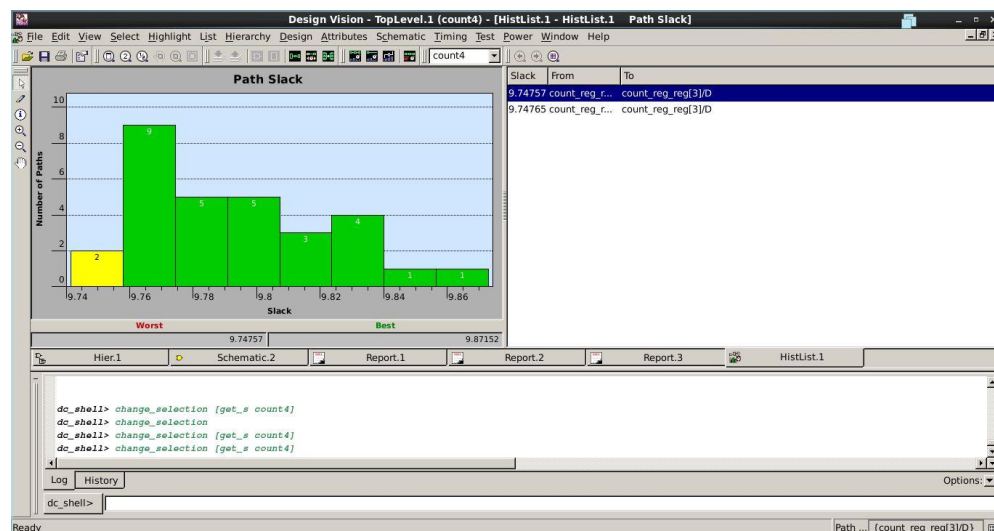 Design Vision - TopLevel.1 (count4) - [HistList.1 - HistList.1 Path Slack]
File Edit View Select Highlight List Hierarchy Design Attributes Schematic Timing Test Power Window Help
count4
Path Slack
Number of Paths
10
8
6
4
2
0
2
9
5
5
3
4
1
1
9.74 9.76 9.78 9.8 9.82 9.84 9.86
Slack
Worst Best
9.74757 9.87152
Slack From To
9.74757 count_reg_r... count_reg_reg[3]/D
9.74765 count_reg_r... count_reg_reg[3]/D
Hier.1 Schematic.2 Report.1 Report.2 Report.3 HistList.1
dc_shell> change_selection [get_s count4]
dc_shell> change_selection
dc_shell> change_selection [get_s count4]
dc_shell> change_selection [get_s count4]
Log History Options:
dc_shell>
Ready Path ... {count_reg_reg[3]/D}